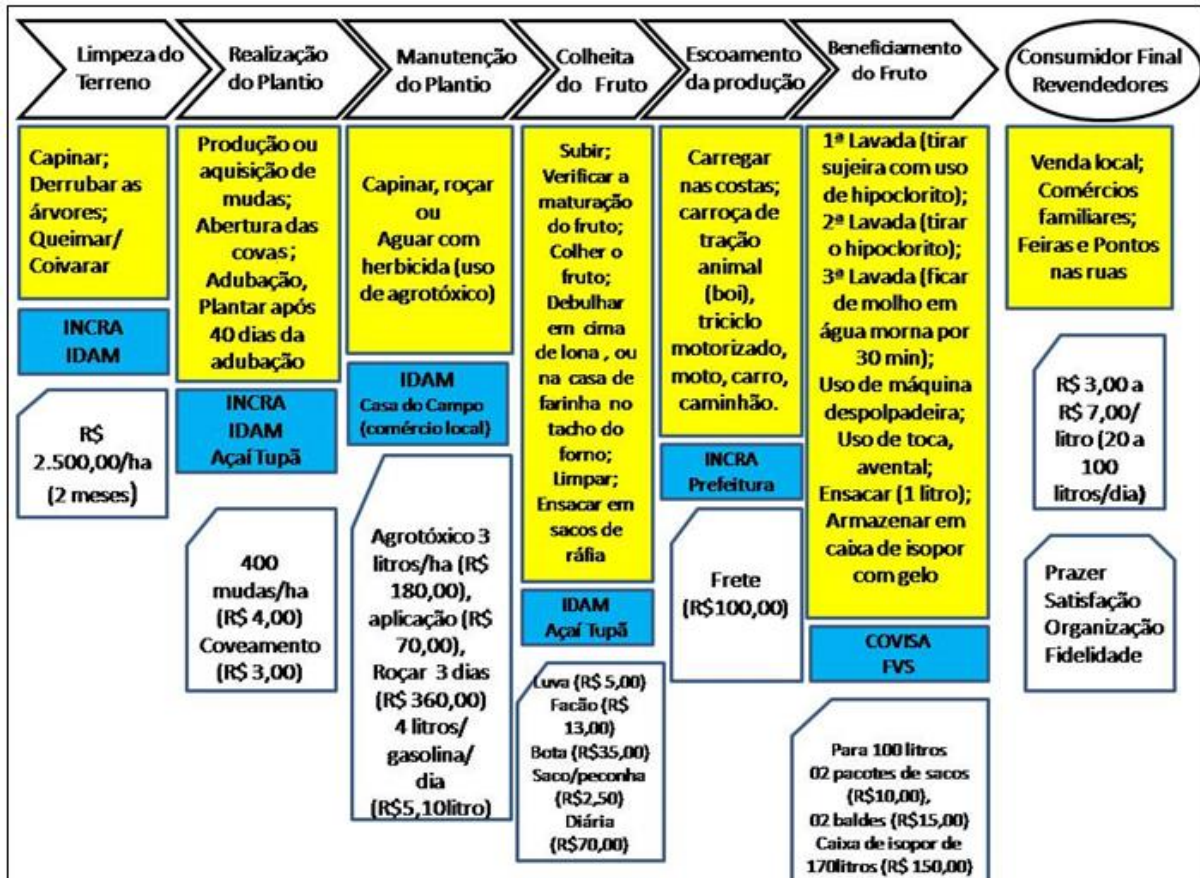 Limpeza do
Terreno
Realização
do Plantio
Manutenção
do Plantio
Colheita
do Fruto
Escoamento
da produção
Beneficiamento
do Fruto
Consumidor Final
Revendedores
Capinar;
Derrubar as
árvores;
Queimar/
Coivarar
INCRA
IDAM
R$
2.500,00/ha
(2 meses)
Produção ou
aquisição de
mudas;
Abertura das
covas;
Adubação,
Plantar após
40 dias da
adubação
INCRA
IDAM
Açaí Tupã
400
mudas/ha
(R$ 4,00)
Coveamento
(R$ 3,00)
Capinar, roçar
ou
Aguar com
herbicida (uso
de agrotóxico)
IDAM
Casa do Campo
(comércio local)
Agrotóxico 3
litros/ha (R$
180,00),
aplicação (R$
70,00),
Roçar 3 dias
(R$ 360,00)
4 litros/
gasolina/
dia
(R$5,10litro)
Subir;
Verificar a
maturação
do fruto;
Colher o
fruto;
Debulhar
em cima
de lona , ou
na casa de
farinha no
tacho do
forno;
Limpar;
Ensacar em
sacos de
ráfia
IDAM
Açaí Tupã
Luva (R$ 5,00)
Facão (R$
13,00)
Bota (R$35,00)
Saco/peconha
(R$2,50)
Diária
(R$70,00)
Carregar
nas costas;
carroça de
tração
animal
(boi),
triciclo
motorizado,
moto, carro,
caminhão.
INCRA
Prefeitura
Frete
(R$100,00)
1ª Lavada (tirar
sujeira com uso
de hipoclorito);
2ª Lavada (tirar
o hipoclorito);
3ª Lavada (ficar
de molho em
água morna por
30 min);
Uso de máquina
despolpadeira;
Uso de toca,
avental;
Ensacar (1 litro);
Armazenar em
caixa de isopor
com gelo
COVISA
FVS
Para 100 litros
02 pacotes de sacos
(R$10,00),
02 baldes (R$15,00)
Caixa de isopor de
170litros (R$ 150,00)
Venda local;
Comércios
familiares;
Feiras e Pontos
nas ruas
R$ 3,00 a
R$ 7,00/
litro (20 a
100
litros/dia)
Prazer
Satisfação
Organização
Fidelidade